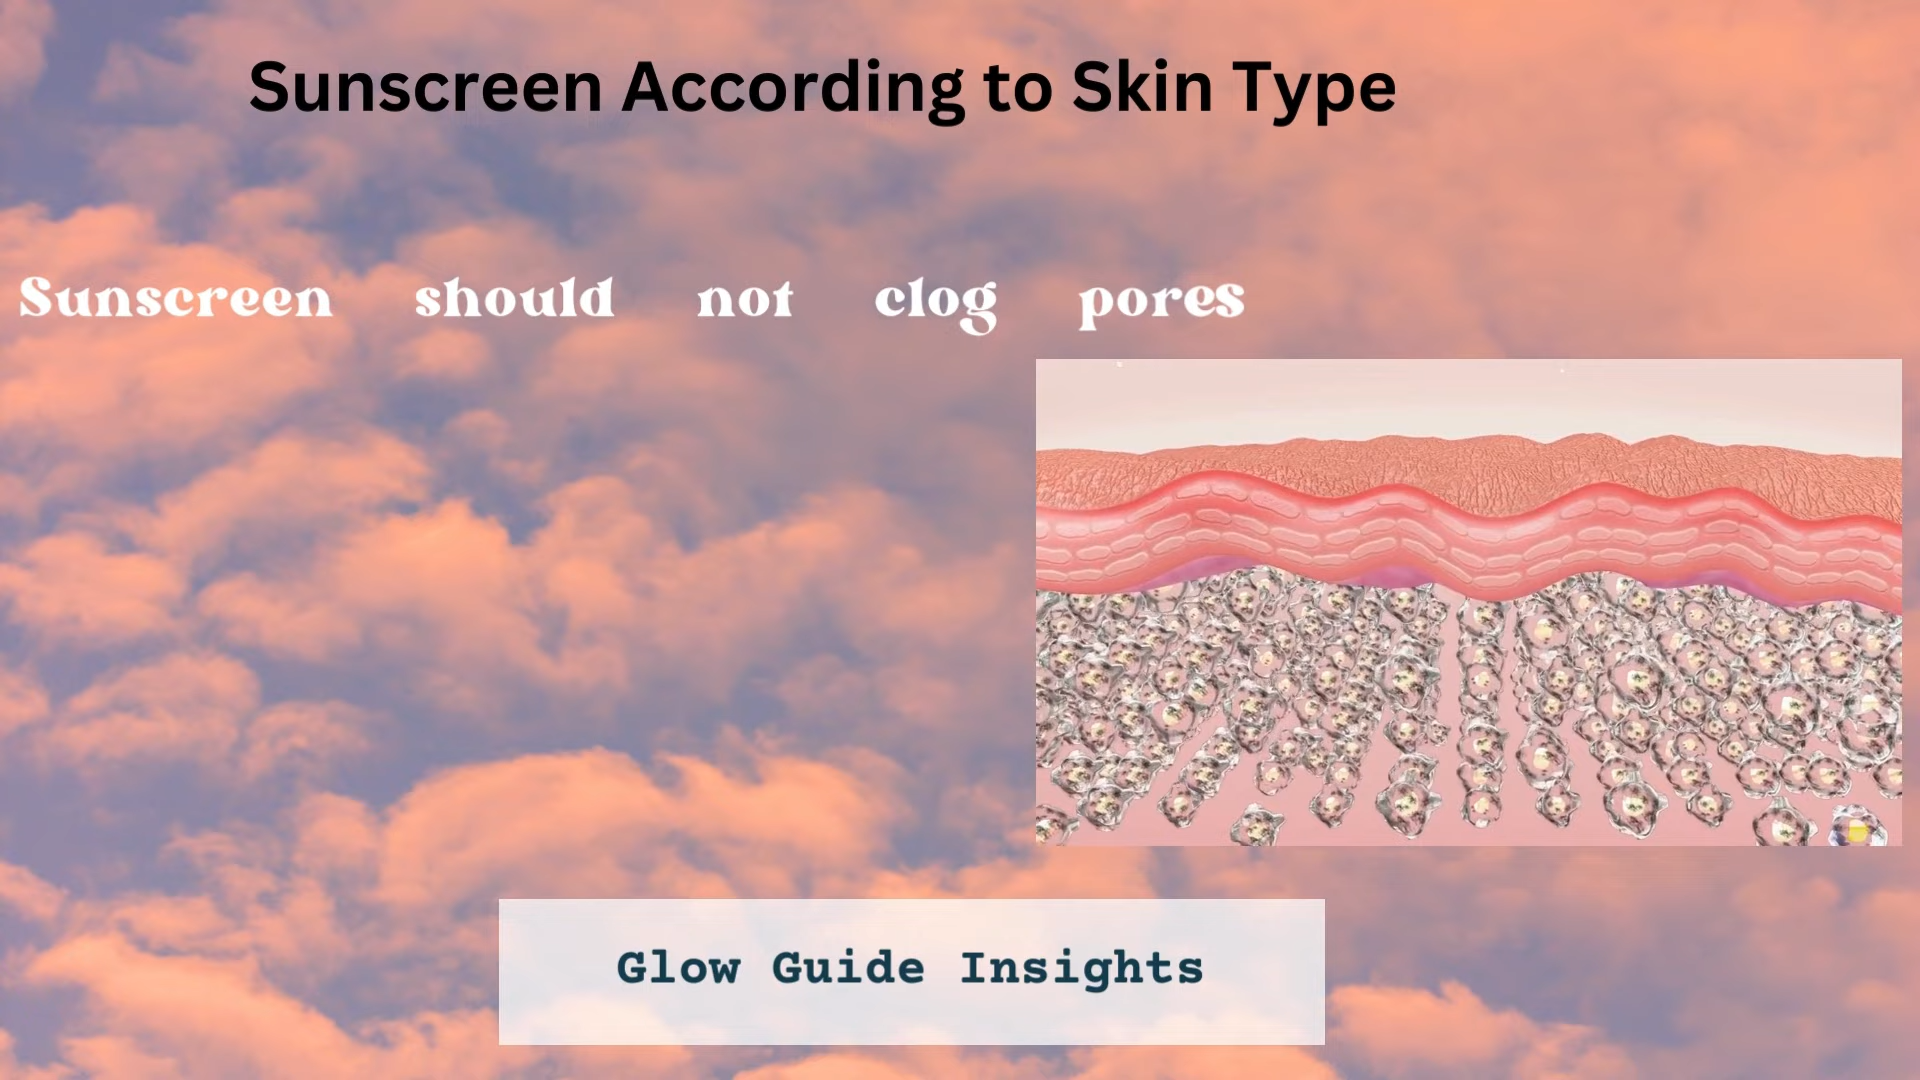 Sunscreen According to Skin Type
Sunscreen should not clog pores
Glow Guide Insights